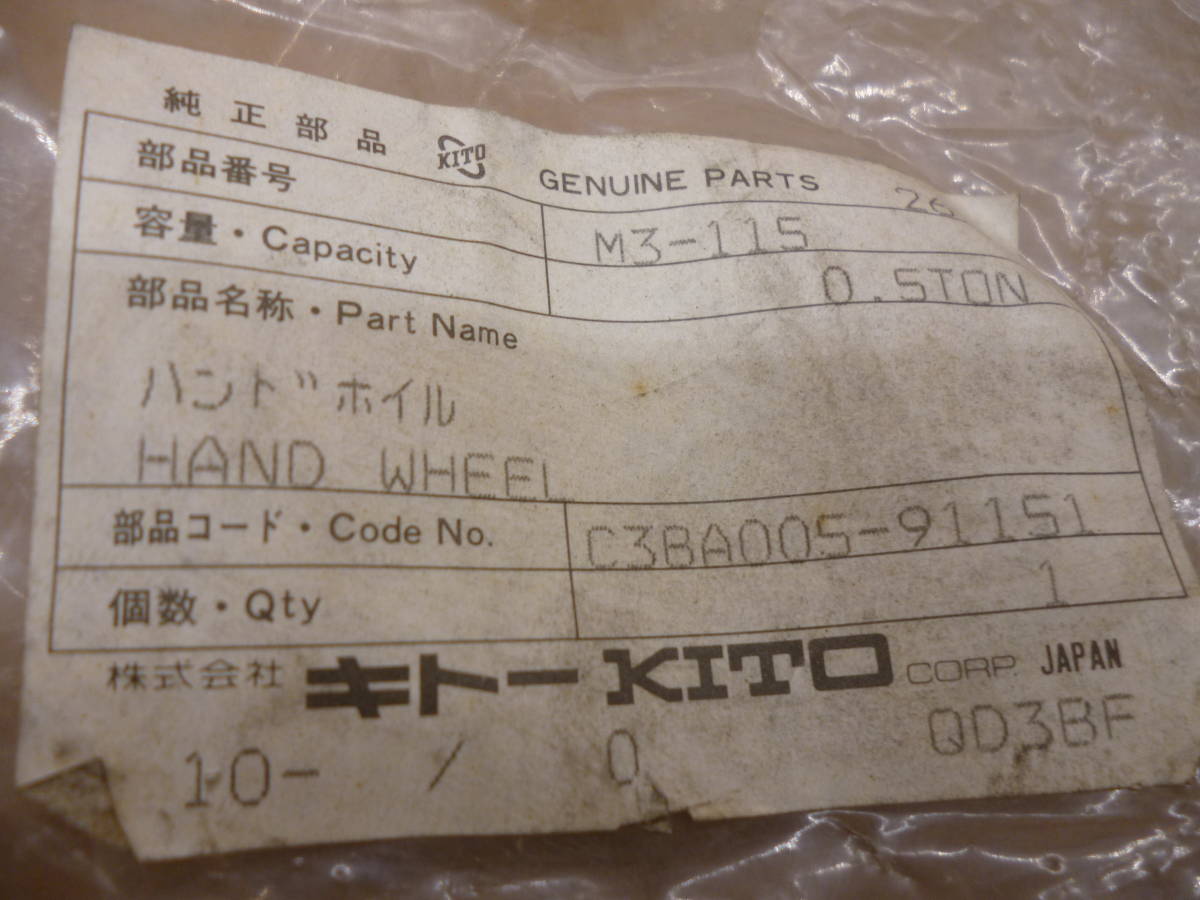 純正部品 KITO GENUINE PARTS 26
部品番号 M3-115
容量・Capacity 0.5TON
部品名称・Part Name
ハンドホイル
HAND WHEEL
部品コード・Code No. C3BA005-91151
個数・Qty 1
株式会社 キトー KITO CORP. JAPAN
10- / 0 QD3BF